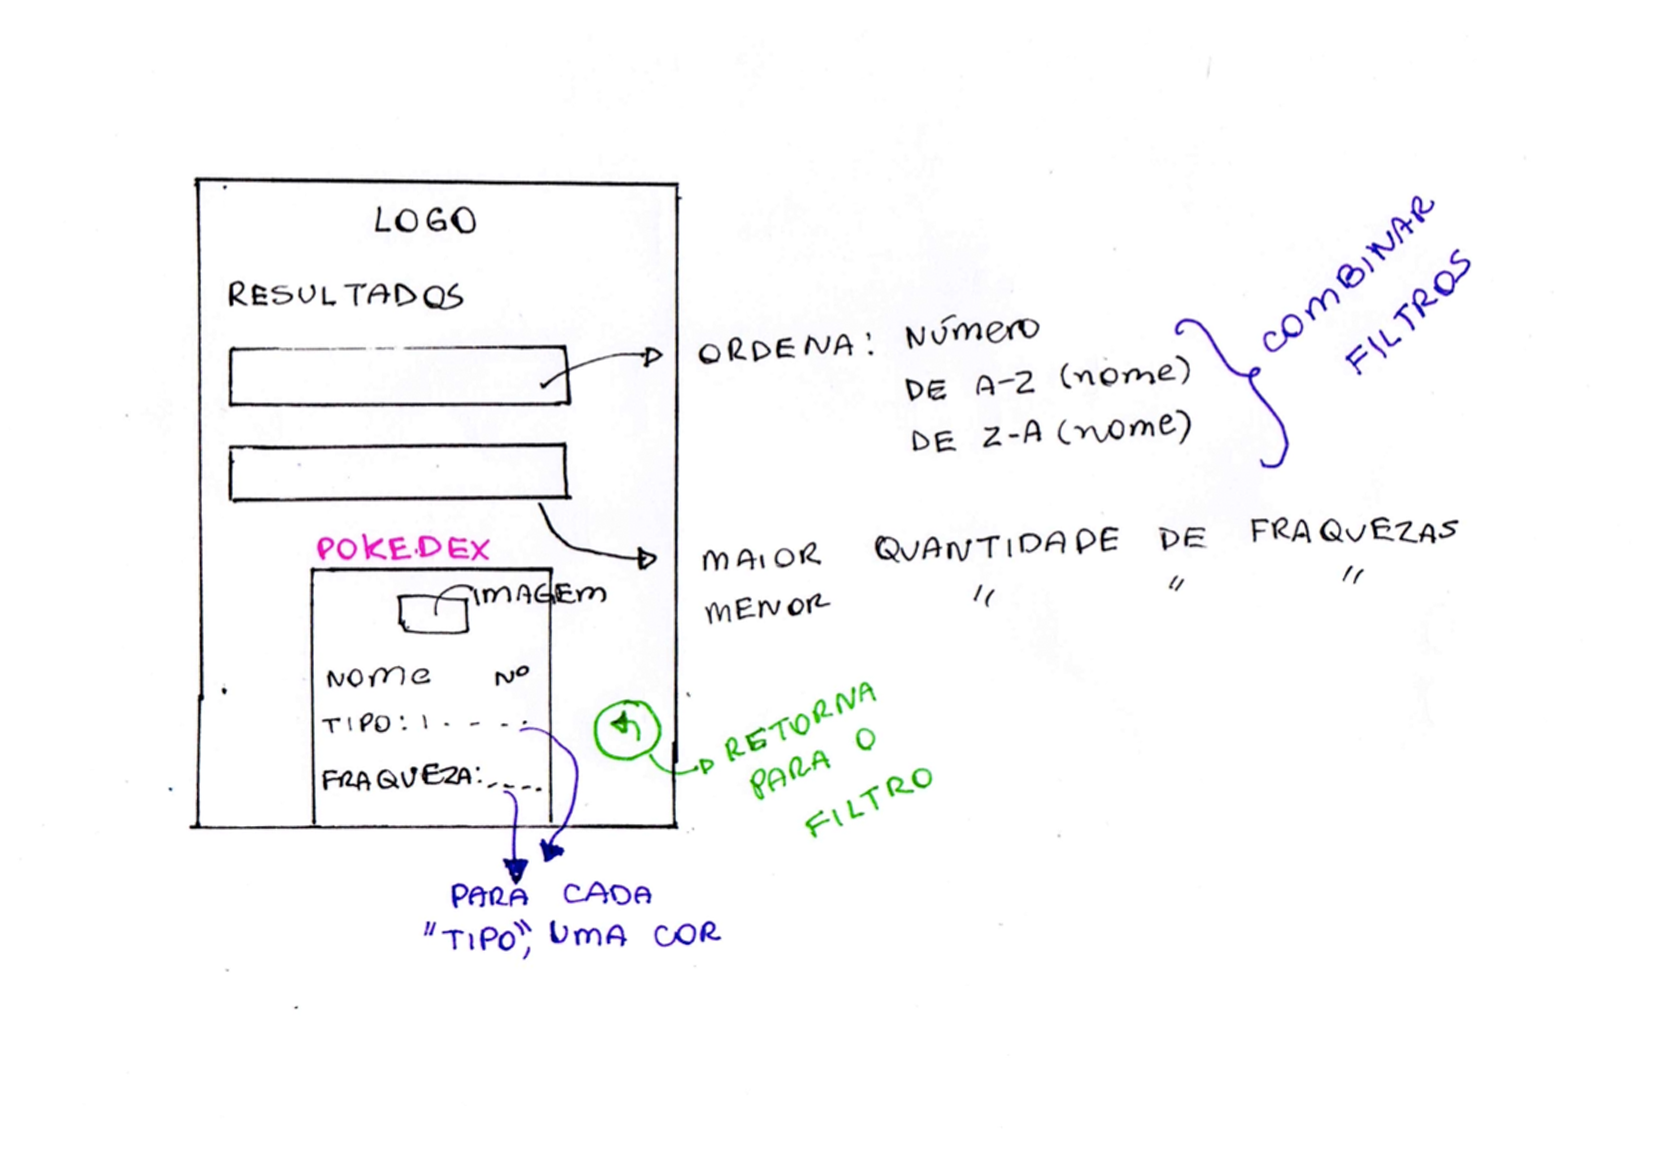 LOGO
RESULTADOS
ORDENA: NÚMERO
DE A-Z (nome)
DE Z-A (nome)
COMBINAR
FILTROS
MAIOR QUANTIDADE DE FRAQUEZAS
MENOR " " "
POKEDEX
IMAGEM
NOME Nº
TIPO: 1 - - - -
FRAQUEZA: - - - -
RETORNA
PARA O
FILTRO
PARA CADA
"TIPO", UMA COR